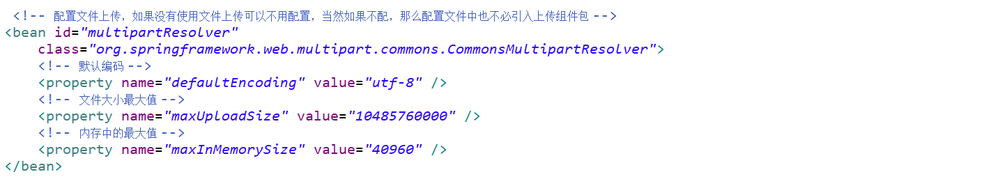 <!-- 配置文件上传，如果没有使用文件上传可以不用配置，当然如果不配，那么配置文件中也不必引入上传组件包 -->
<bean id="multipartResolver"
    class="org.springframework.web.multipart.commons.CommonsMultipartResolver">
    <!-- 默认编码 -->
    <property name="defaultEncoding" value="utf-8" />
    <!-- 文件大小最大值 -->
    <property name="maxUploadSize" value="10485760000" />
    <!-- 内存中的最大值 -->
    <property name="maxInMemorySize" value="40960" />
</bean>